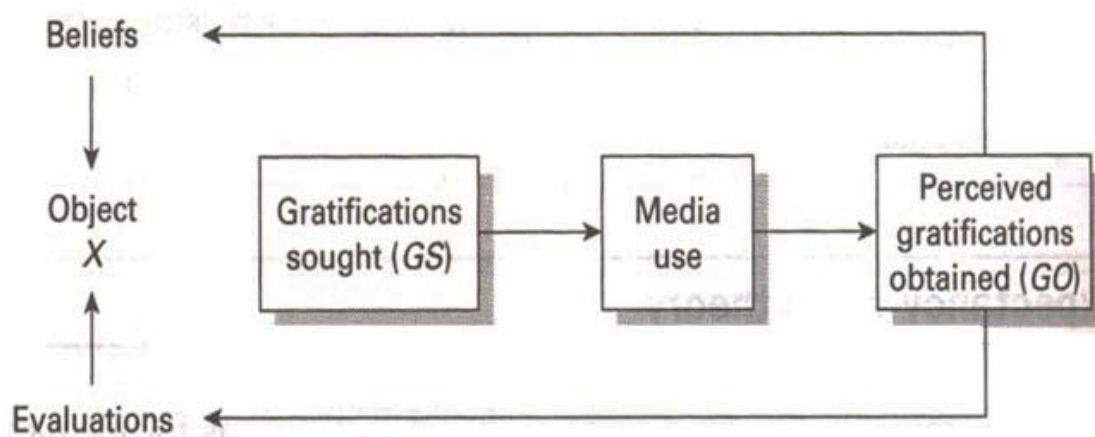 Beliefs
Object
X
Evaluations
Gratifications
sought (GS)
Media
use
Perceived
gratifications
obtained (GO)